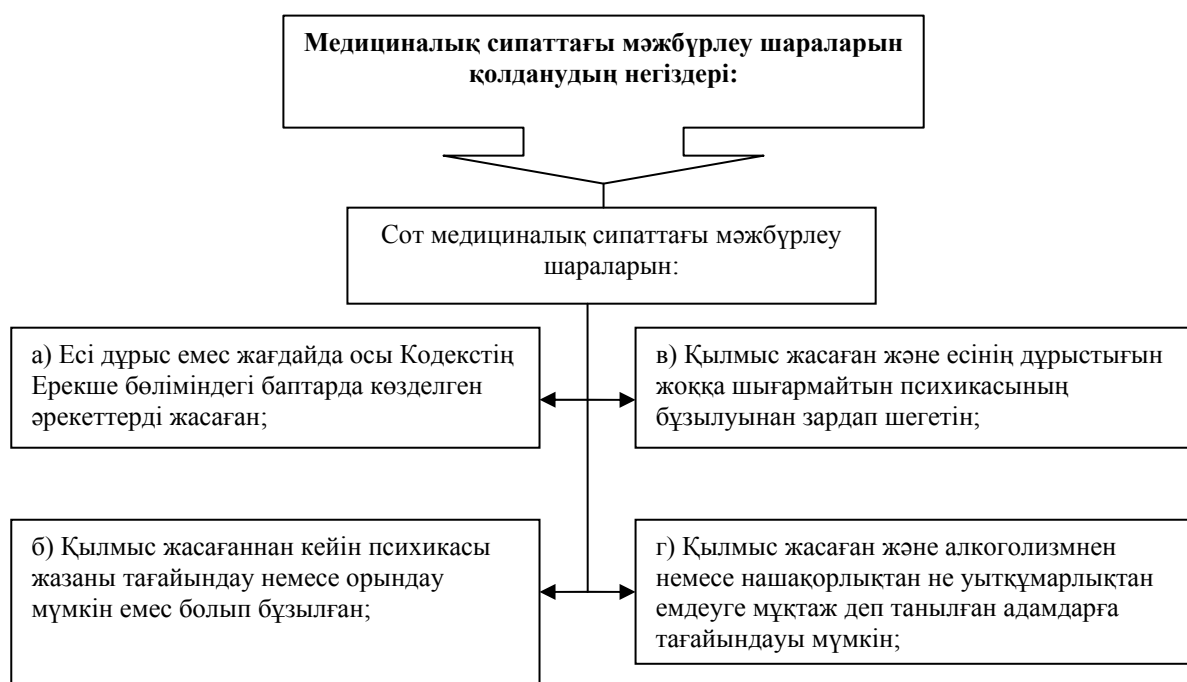 Медициналық сипаттағы мәжбүрлеу шараларын
қолданудың негіздері:
Сот медициналық сипаттағы мәжбүрлеу
шараларын:
а) Есі дұрыс емес жағдайда осы Кодекстің
Ерекше бөліміндегі баптарда көзделген
әрекеттерді жасаған;
б) Қылмыс жасағаннан кейін психикасы
жазаны тағайындау немесе орындау
мүмкін емес болып бұзылған;
в) Қылмыс жасаған және есінің дұрыстығын
жоққа шығармайтын психикасының
бұзылуынан зардап шегетін;
г) Қылмыс жасаған және алкоголизмнен
немесе нашақорлықтан не уытқұмарлықтан
емдеуге мұқтаж деп танылған адамдарға
тағайындауы мүмкін;